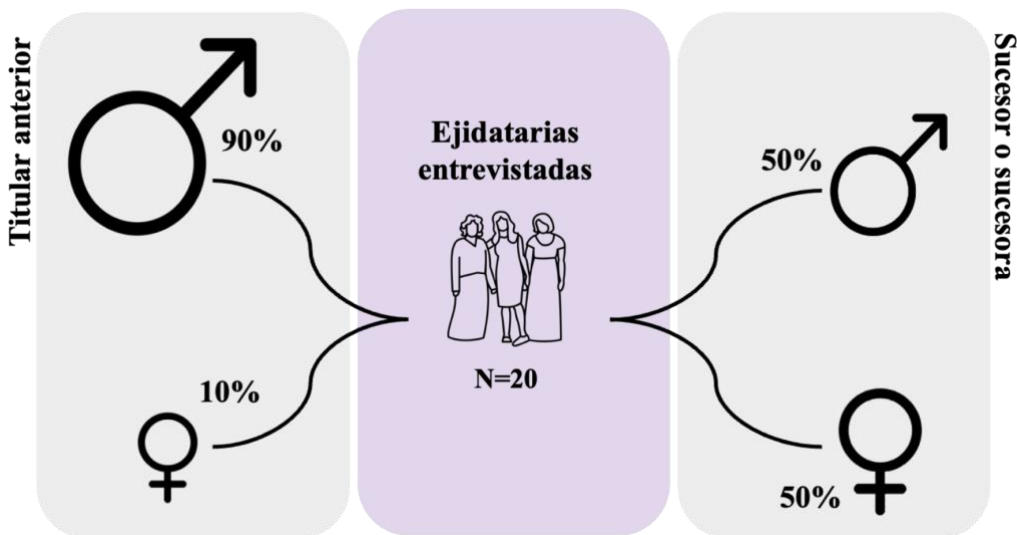 Titular anterior
90%
10%
Ejidatarias
entrevistadas
N=20
50%
50%
Sucesor o sucesora